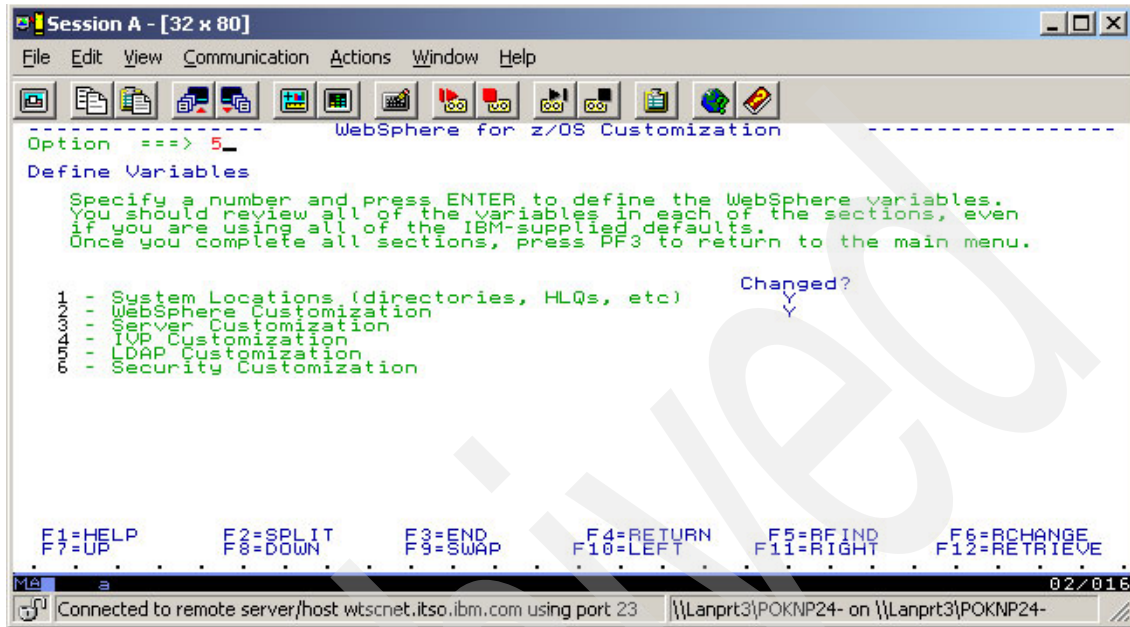 Session A - [32 x 80]
File Edit View Communication Actions Window Help
------------------ WebSphere for z/OS Customization -------------------
Option ===> 5_
Define Variables
Specify a number and press ENTER to define the WebSphere variables.
You should review all of the variables in each of the sections, even
if you are using all of the IBM-supplied defaults.
Once you complete all sections, press PF3 to return to the main menu.
Changed?
1 - System Locations (directories, HLQs, etc) Y
2 - WebSphere Customization Y
3 - Server Customization
4 - IVP Customization
5 - LDAP Customization
6 - Security Customization
F1=HELP F2=SPLIT F3=END F4=RETURN F5=RFIND F6=RCHANGE
F7=UP F8=DOWN F9=SWAP F10=LEFT F11=RIGHT F12=RETRIEVE
MA a 02/016
Connected to remote server/host wtscnet.itso.ibm.com using port 23 \\Lanprt3\POKNP24- on \\Lanprt3\POKNP24-